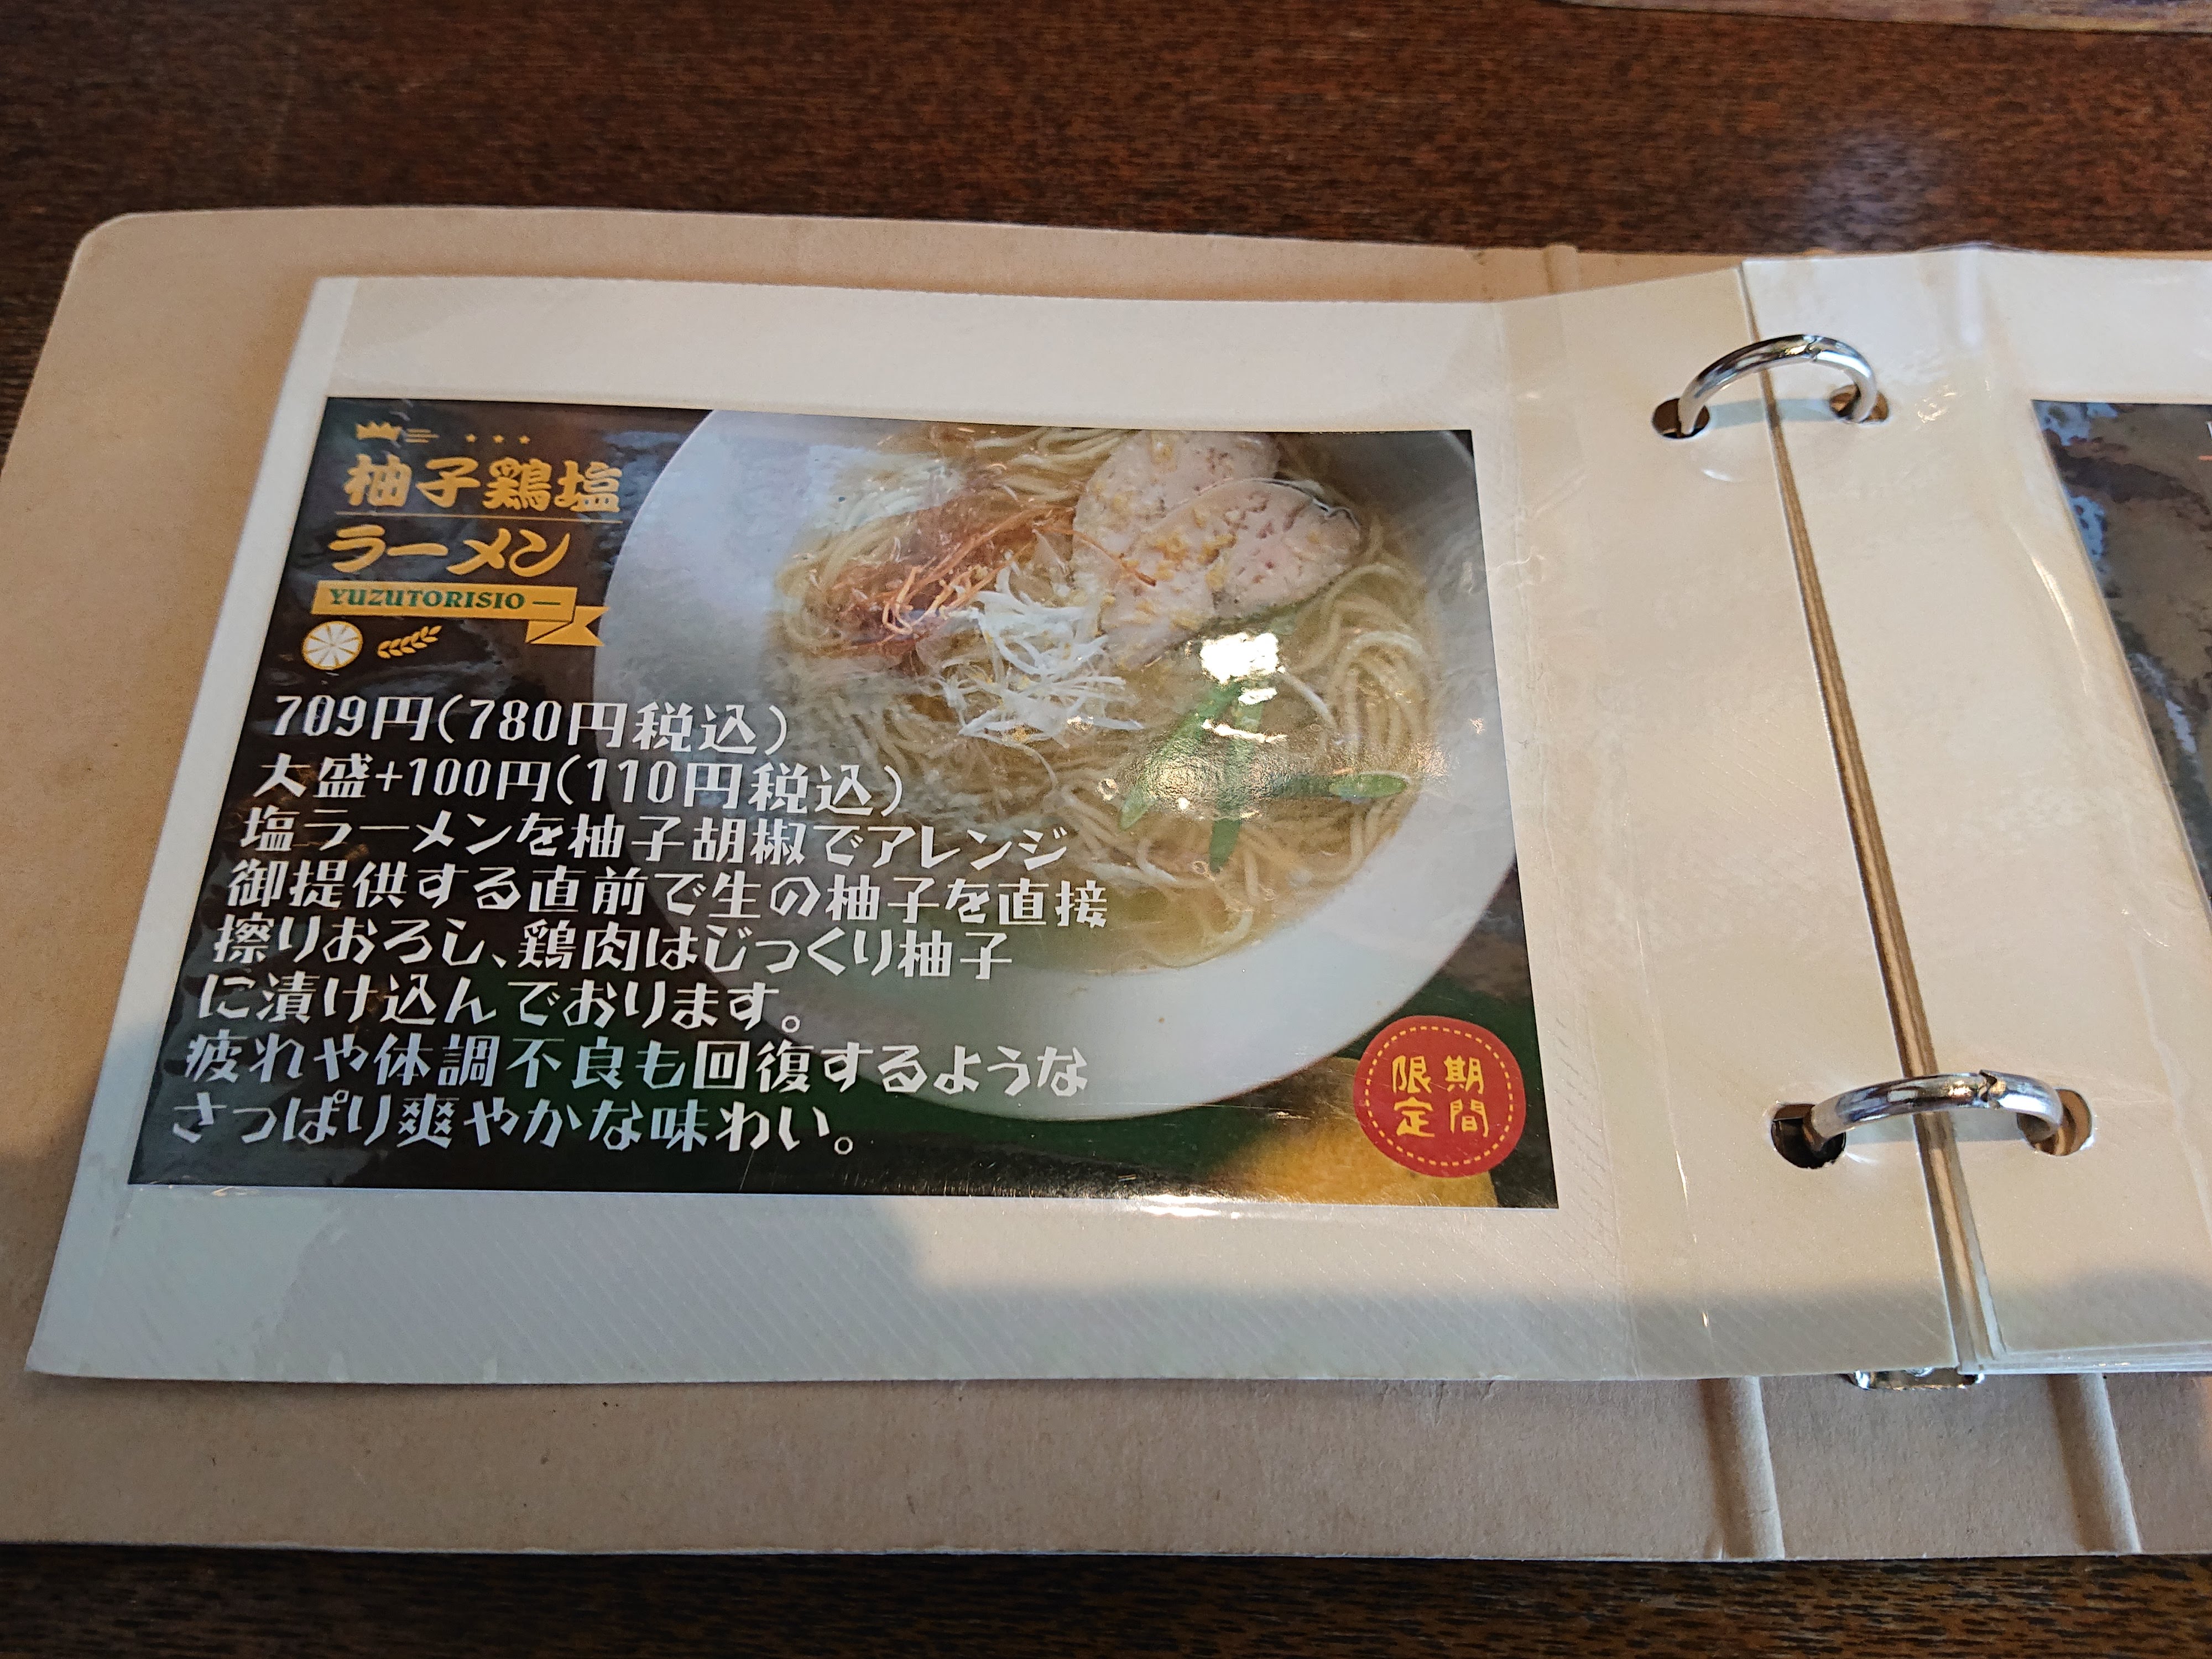 柚子鶏塩
ラーメン
YUZUTORISIO
709円(780円税込)
大盛+100円(110円税込)
塩ラーメンを柚子胡椒でアレンジ
御提供する直前で生の柚子を直接
擦りおろし、鶏肉はじっくり柚子
に漬け込んでおります。
疲れや体調不良も回復するような
さっぱり爽やかな味わい。
期間
限定